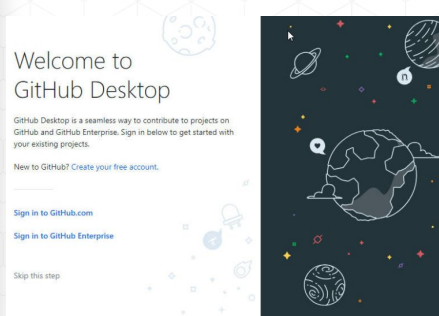 Welcome to
GitHub Desktop
GitHub Desktop is a seamless way to contribute to projects on
GitHub and GitHub Enterprise. Sign in below to get started with
your existing projects.
New to GitHub? Create your free account.
Sign in to GitHub.com
Sign in to GitHub Enterprise
Skip this step
n